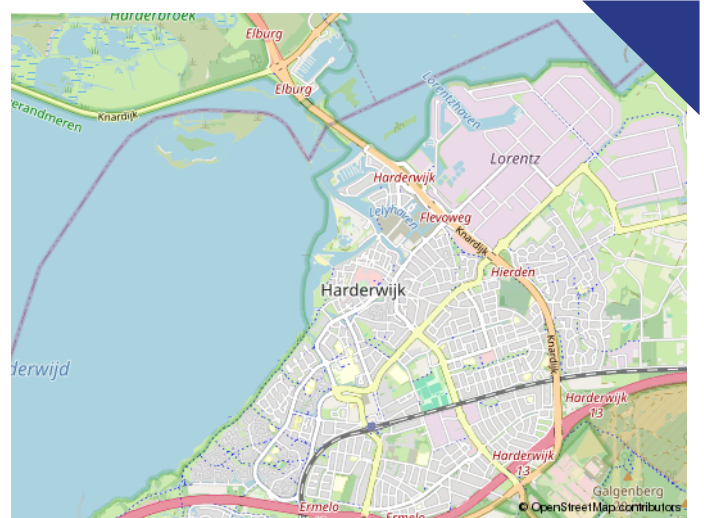 Harderbroek
Elburg
Elburg
Knardijk
erandmeren
Lorentzhaven
Lorentz
Harderwijk
Lelyhaven
Flevoweg
Knardijk
Hierden
Harderwijk
Knardijk
derwijd
Harderwijk
13
Harderwijk
13
Galgenberg
Ermelo
Ermelo
© OpenStreetMap contributors